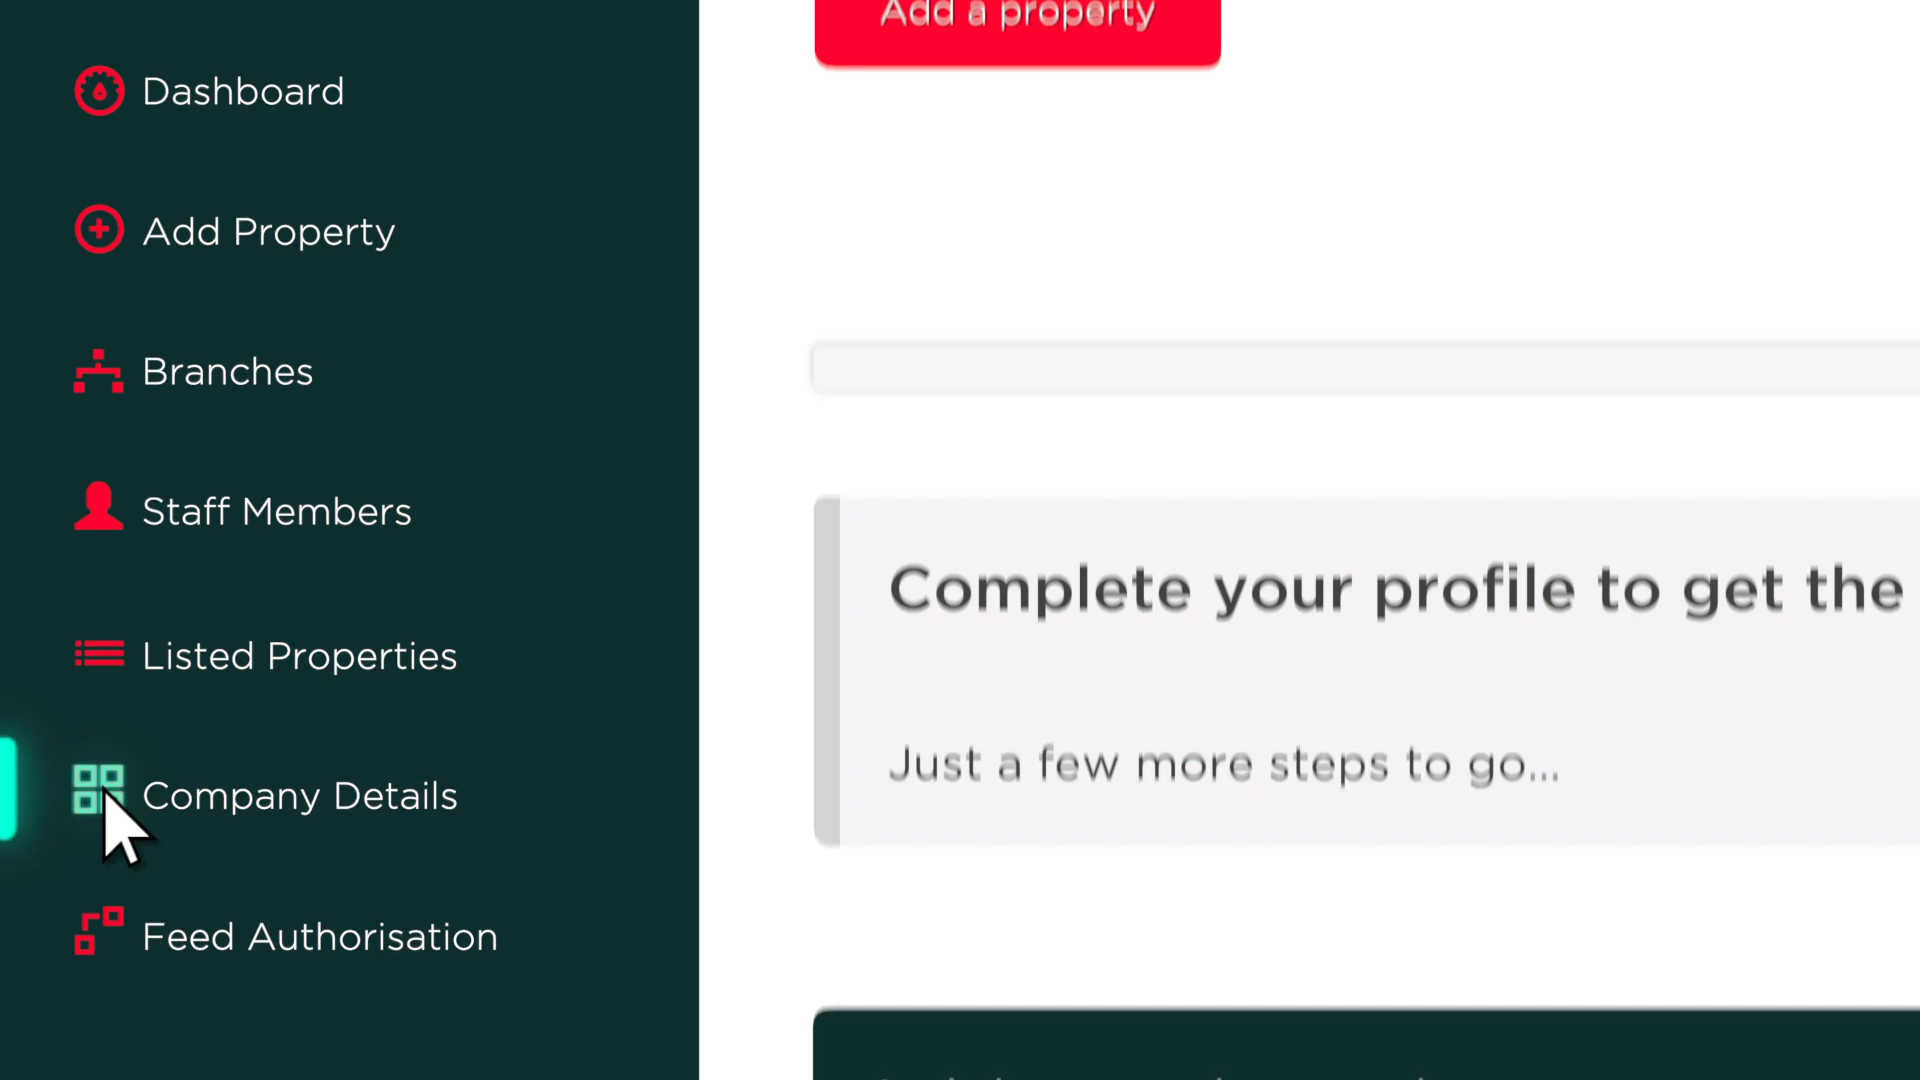 Dashboard
Add Property
Branches
Staff Members
Listed Properties
Company Details
Feed Authorisation
Add a property
Complete your profile to get the
Just a few more steps to go...